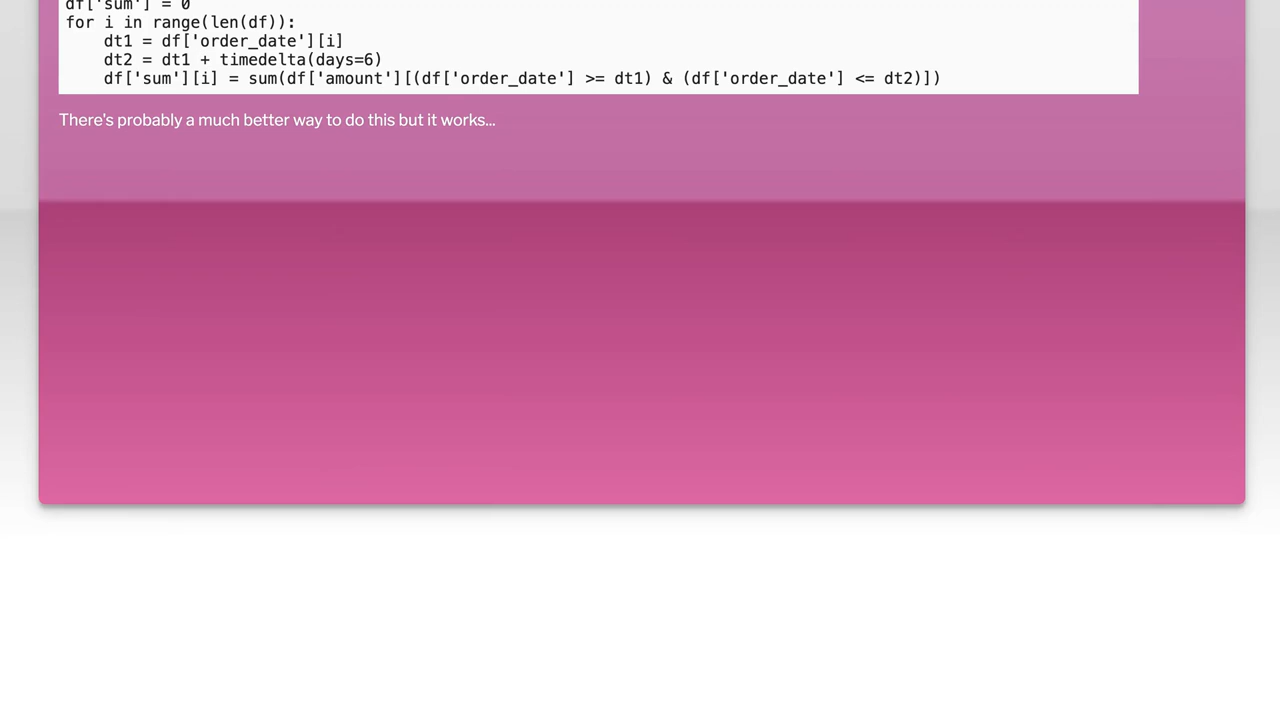 df['sum'] = 0
for i in range(len(df)):
    dt1 = df['order_date'][i]
    dt2 = dt1 + timedelta(days=6)
    df['sum'][i] = sum(df['amount'][(df['order_date'] >= dt1) & (df['order_date'] <= dt2)])
There's probably a much better way to do this but it works...